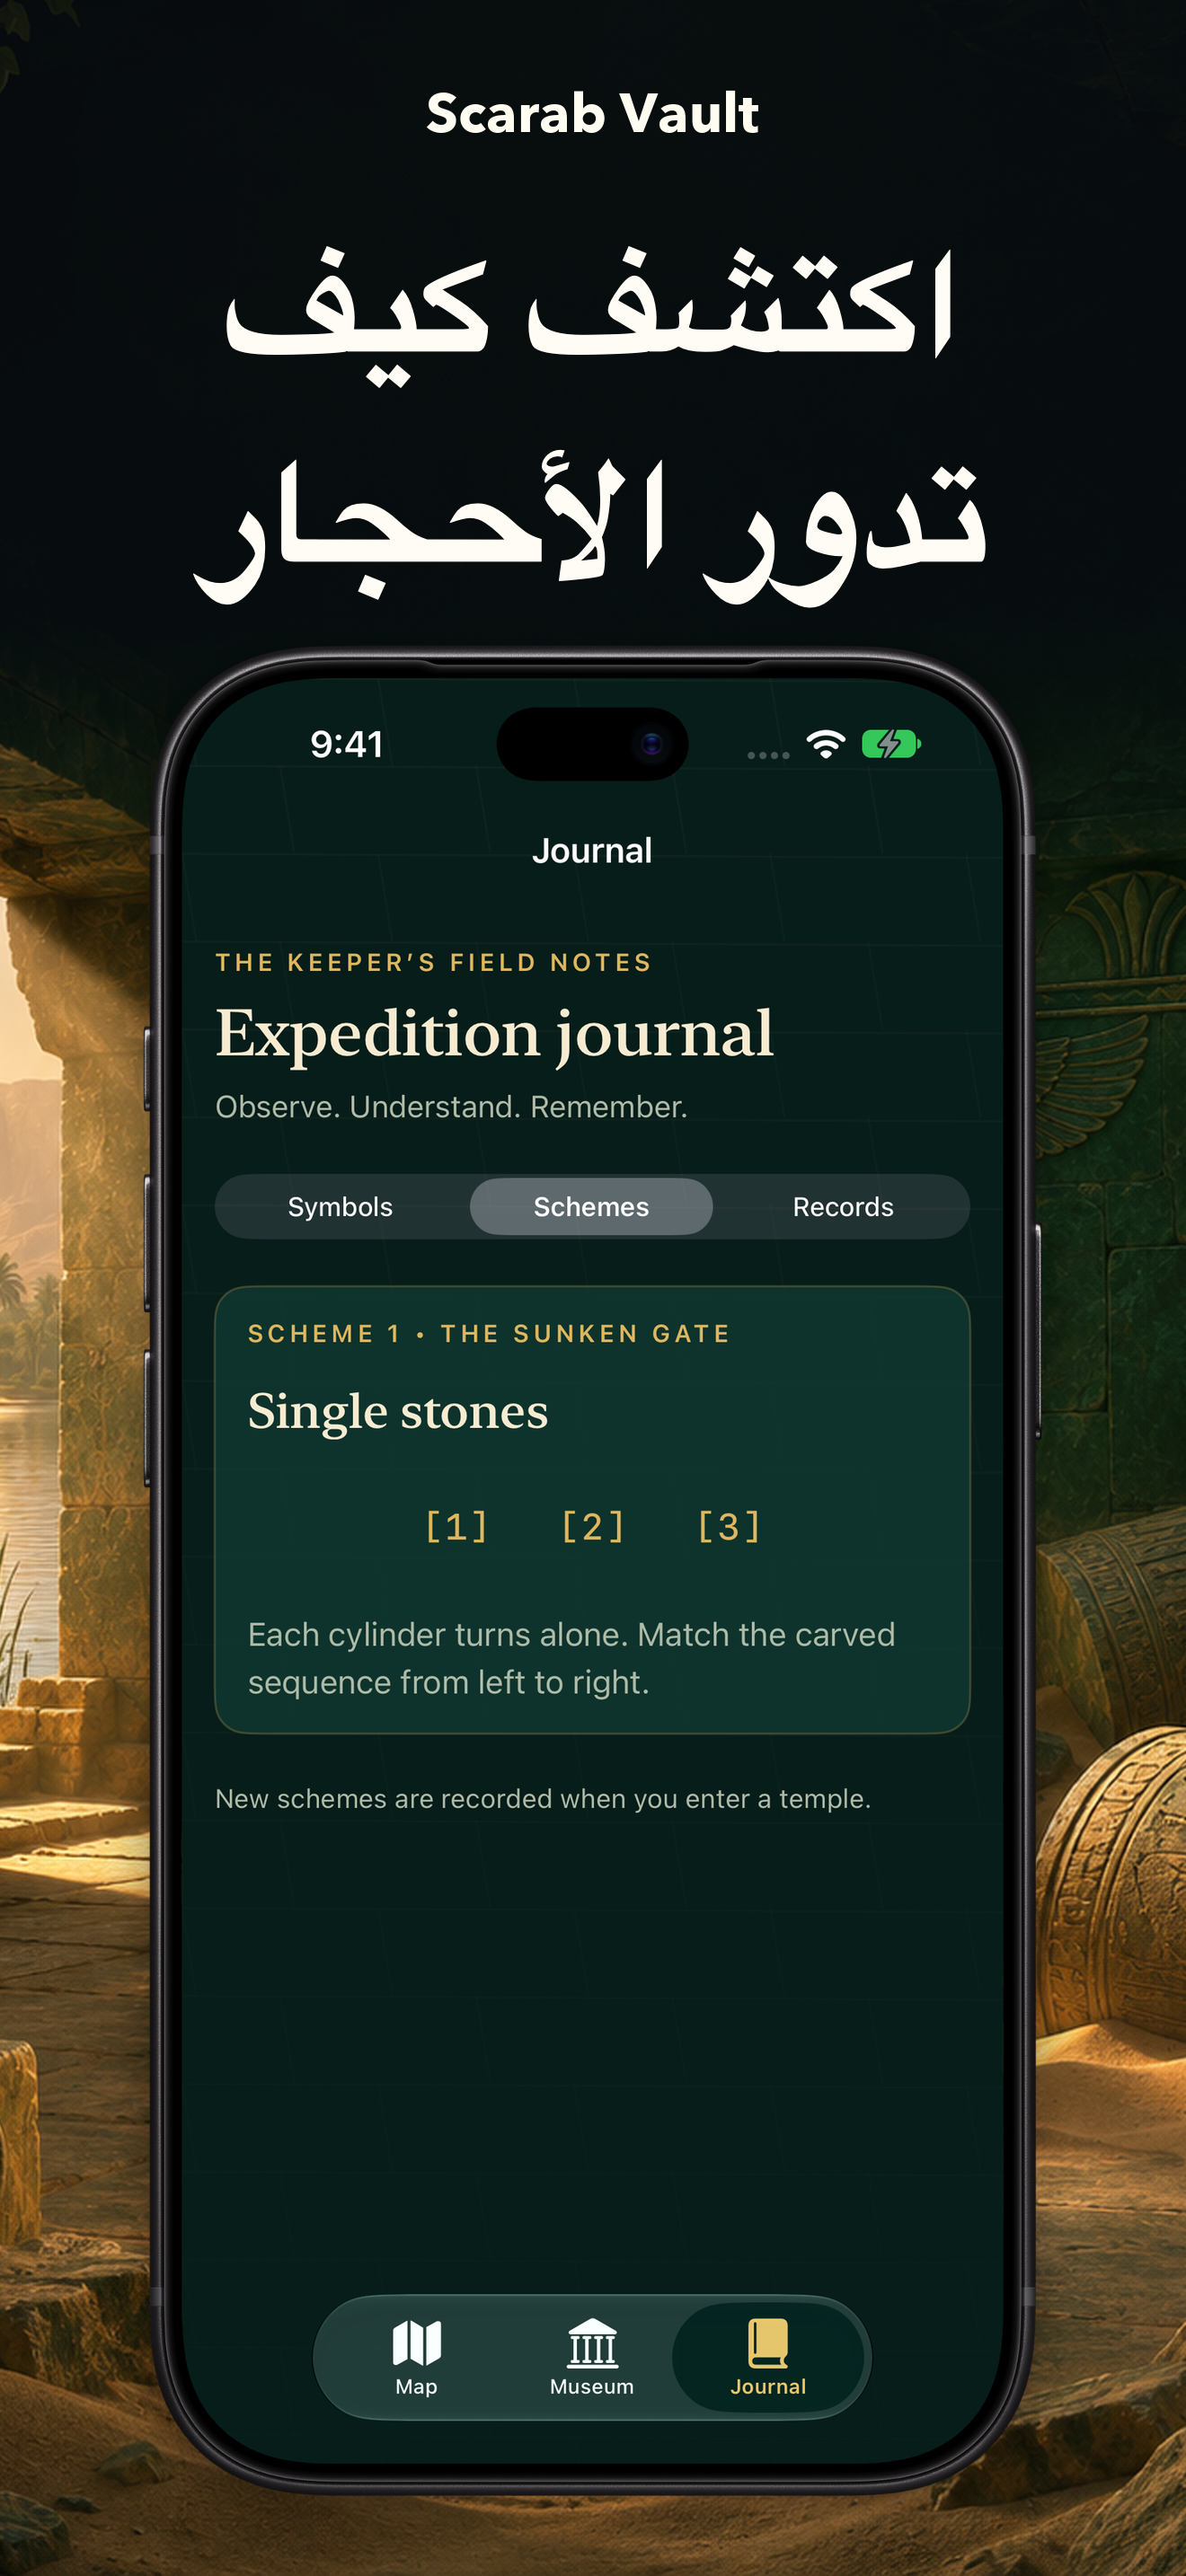 Scarab Vault
اكتشف كيف
تدور الأحجار
9:41
Journal
THE KEEPER’S FIELD NOTES
Expedition journal
Observe. Understand. Remember.
Symbols
Schemes
Records
SCHEME 1 • THE SUNKEN GATE
Single stones
[1] [2] [3]
Each cylinder turns alone. Match the carved
sequence from left to right.
New schemes are recorded when you enter a temple.
Map
Museum
Journal